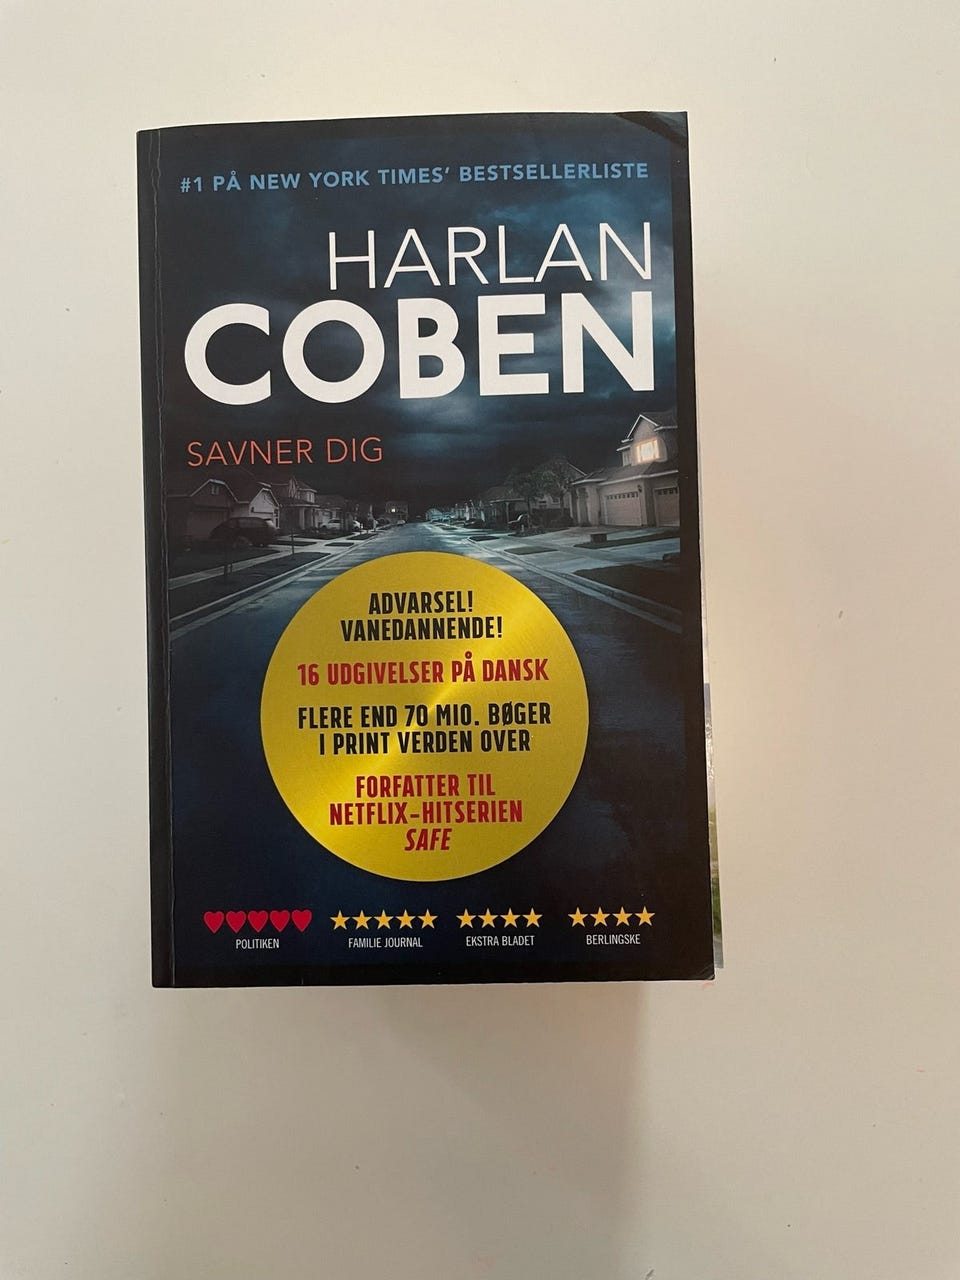 #1 PÅ NEW YORK TIMES' BESTSELLERLISTE
HARLAN
COBEN
SAVNER DIG
ADVARSEL!
VANEDANNENDE!
16 UDGIVELSER PÅ DANSK
FLERE END 70 MIO. BØGER
I PRINT VERDEN OVER
FORFATTER TIL
NETFLIX-HITSERIEN
SAFE
POLITIKEN
FAMILIE JOURNAL
EKSTRA BLADET
BERLINGSKE